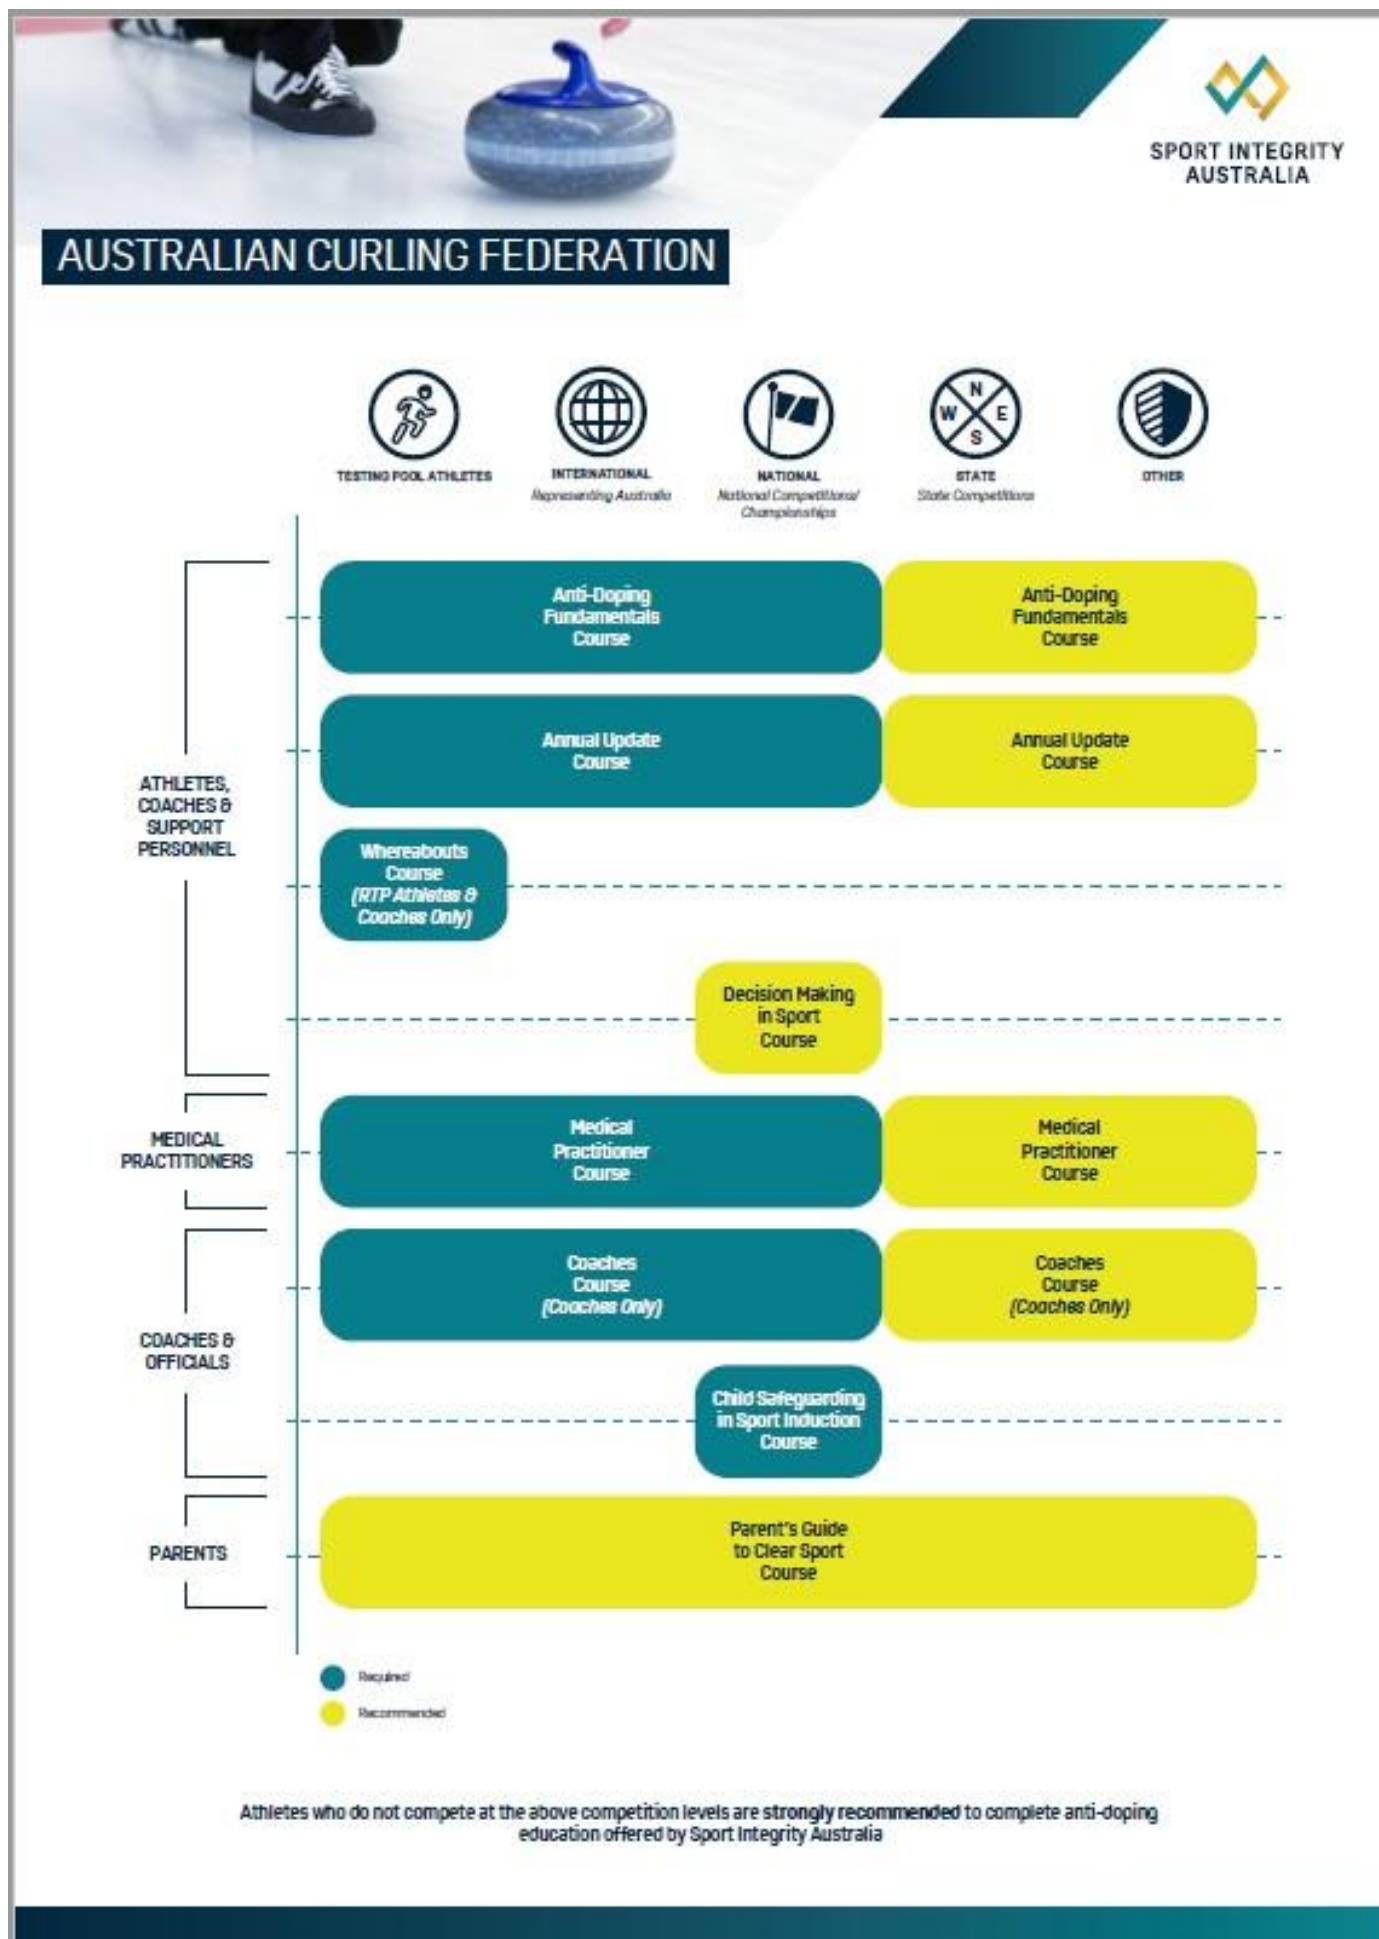 SPORT INTEGRITY
AUSTRALIA
AUSTRALIAN CURLING FEDERATION
N
W
E
S
TESTING POOL ATHLETES
INTERNATIONAL
Representing Australia
NATIONAL
National Competitions/
Championships
STATE
State Competitions
OTHER
ATHLETES,
COACHES &
SUPPORT
PERSONNEL
Anti-Doping
Fundamentals
Course
Anti-Doping
Fundamentals
Course
Annual Update
Course
Annual Update
Course
Whereabouts
Course
(RTP Athletes &
Coaches Only)
Decision Making
in Sport
Course
MEDICAL
PRACTITIONERS
Medical
Practitioner
Course
Medical
Practitioner
Course
COACHES &
OFFICIALS
Coaches
Course
(Coaches Only)
Coaches
Course
(Coaches Only)
Child Safeguarding
in Sport Induction
Course
PARENTS
Parent's Guide
to Clear Sport
Course
Required
Recommended
Athletes who do not compete at the above competition levels are strongly recommended to complete anti-doping
education offered by Sport Integrity Australia